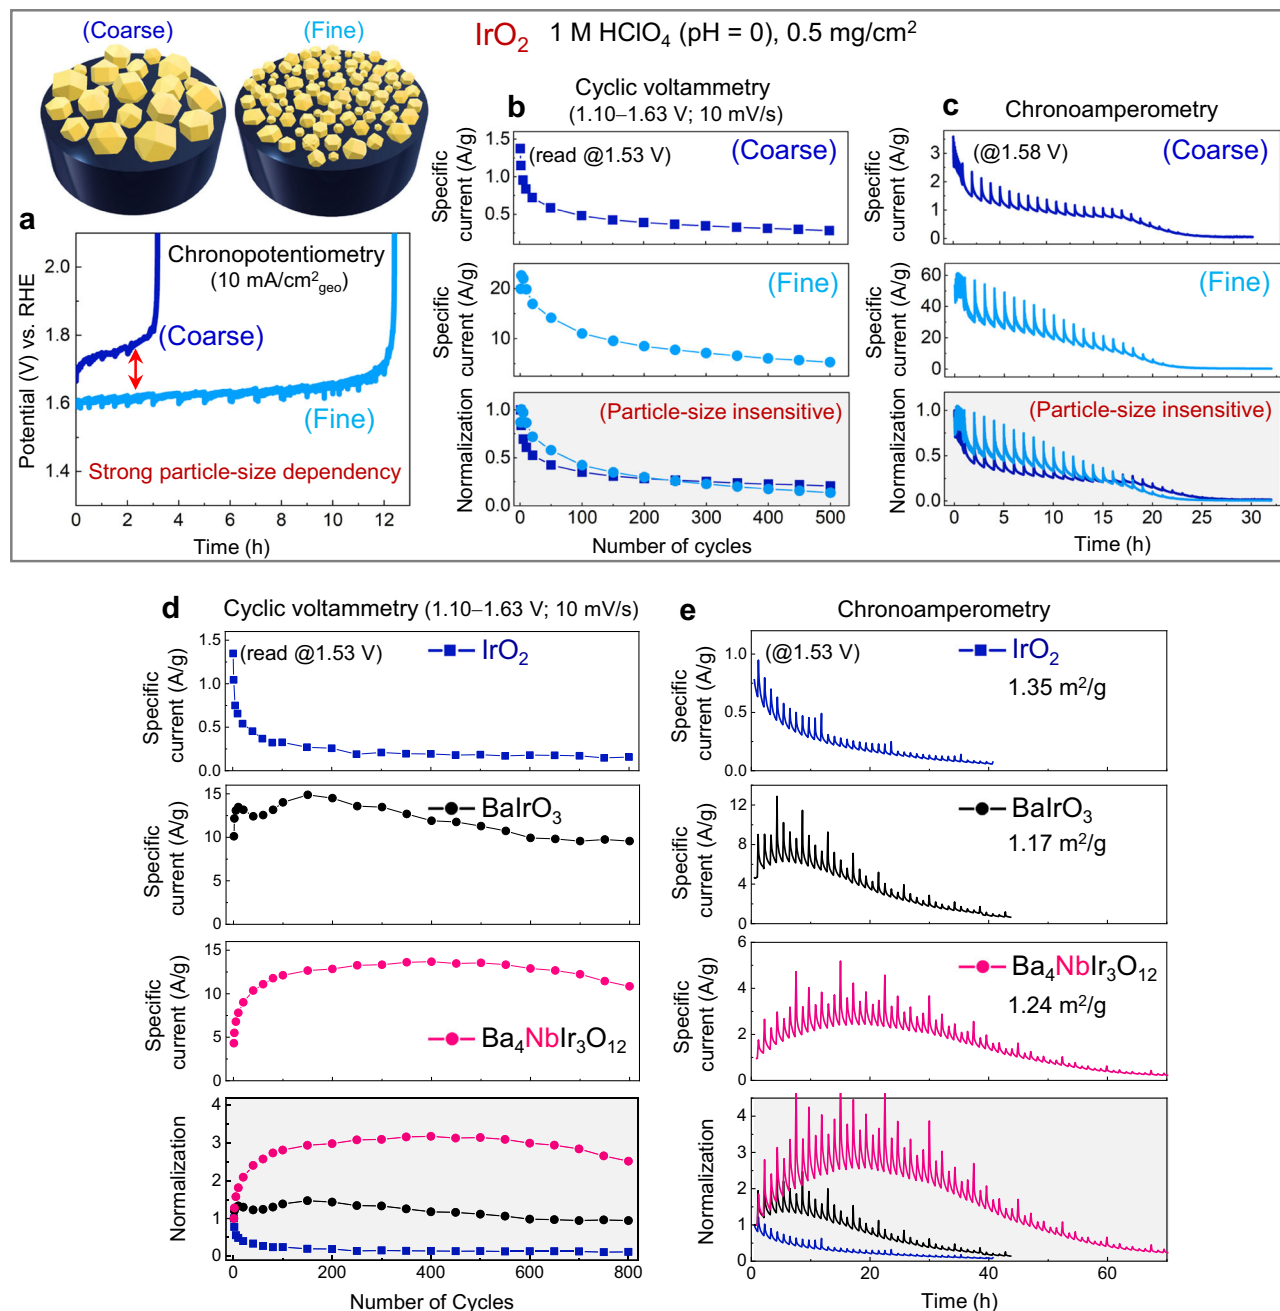 (Coarse)
(Fine)
IrO2 1 M HClO4 (pH = 0), 0.5 mg/cm2
a
Chronopotentiometry
(10 mA/cm2geo)
(Coarse)
(Fine)
Strong particle-size dependency
Potential (V) vs. RHE
2.0
1.8
1.6
1.4
0 2 4 6 8 10 12
Time (h)
b
Cyclic voltammetry
(1.10–1.63 V; 10 mV/s)
(read @1.53 V)
(Coarse)
Specific
current (A/g)
1.5
1.0
0.5
(Fine)
Specific
current (A/g)
20
10
(Particle-size insensitive)
Normalization
1.0
0.5
0.0
0 100 200 300 400 500
Number of cycles
c
Chronoamperometry
(@1.58 V)
(Coarse)
Specific
current (A/g)
3
2
1
0
(Fine)
Specific
current (A/g)
60
40
20
0
(Particle-size insensitive)
Normalization
1.0
0.5
0.0
0 5 10 15 20 25 30
Time (h)
d
Cyclic voltammetry (1.10–1.63 V; 10 mV/s)
(read @1.53 V)
IrO2
Specific
current (A/g)
1.5
1.0
0.5
0.0
BaIrO3
Specific
current (A/g)
15
10
5
0
Ba4NbIr3O12
Specific
current (A/g)
15
10
5
0
Normalization
4
3
2
1
0
0 200 400 600 800
Number of Cycles
e
Chronoamperometry
(@1.53 V)
IrO2
1.35 m2/g
Specific
current (A/g)
1.0
0.5
0.0
BaIrO3
1.17 m2/g
Specific
current (A/g)
12
8
4
0
Ba4NbIr3O12
1.24 m2/g
Specific
current (A/g)
6
4
2
0
Normalization
4
3
2
1
0
0 20 40 60
Time (h)